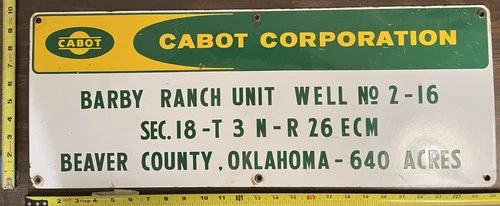 CABOT
CABOT CORPORATION
BARBY RANCH UNIT WELL № 2-16
SEC. 18-T 3 N-R 26 ECM
BEAVER COUNTY, OKLAHOMA-640 ACRES